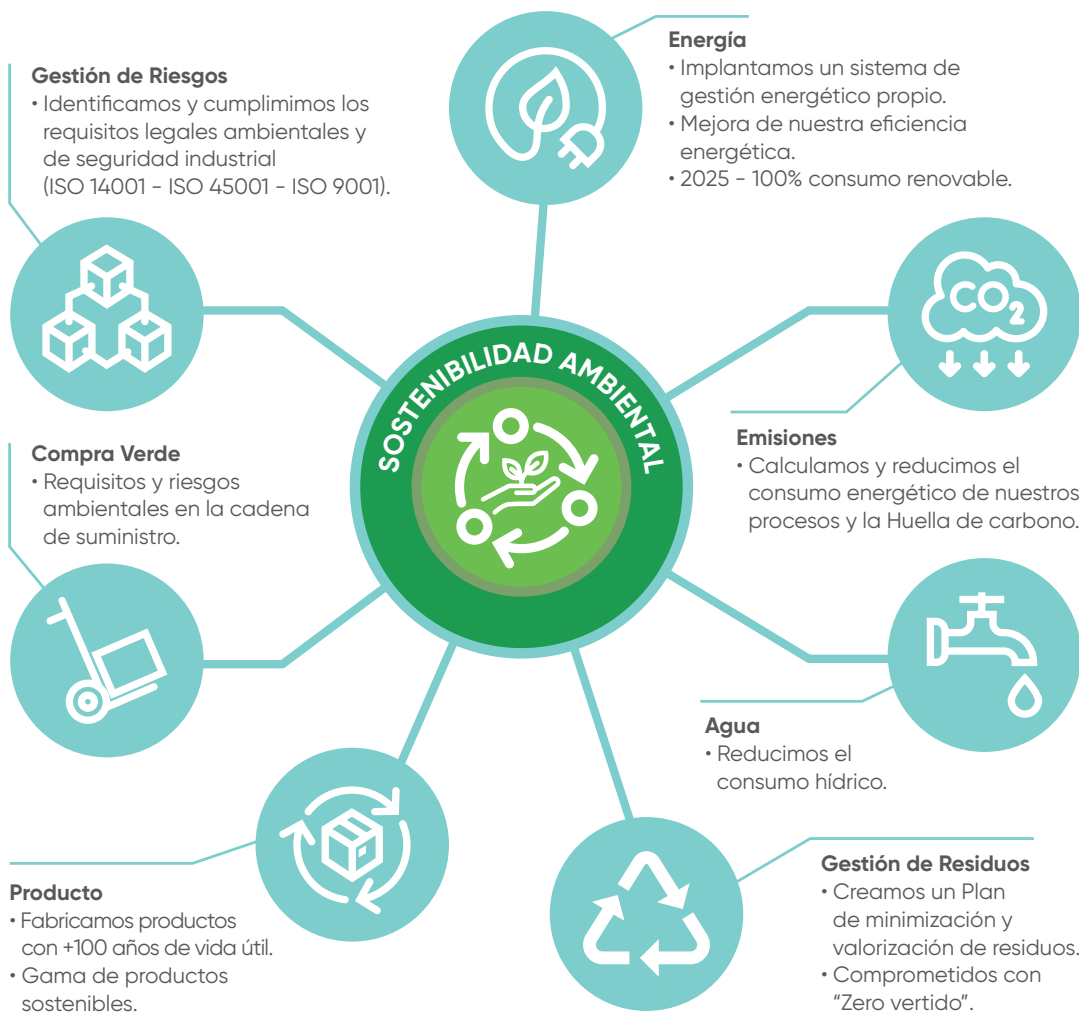 Energía
• Implantamos un sistema de
gestión energético propio.
• Mejora de nuestra eficiencia
energética.
• 2025 - 100% consumo renovable.
Gestión de Riesgos
• Identificamos y cumplimimos los
requisitos legales ambientales y
de seguridad industrial
(ISO 14001 - ISO 45001 - ISO 9001).
CO2
SOSTENIBILIDAD AMBIENTAL
Emisiones
• Calculamos y reducimos el
consumo energético de nuestros
procesos y la Huella de carbono.
Compra Verde
• Requisitos y riesgos
ambientales en la cadena
de suministro.
Agua
• Reducimos el
consumo hídrico.
Producto
• Fabricamos productos
con +100 años de vida útil.
• Gama de productos
sostenibles.
Gestión de Residuos
• Creamos un Plan
de minimización y
valorización de residuos.
• Comprometidos con
“Zero vertido”.